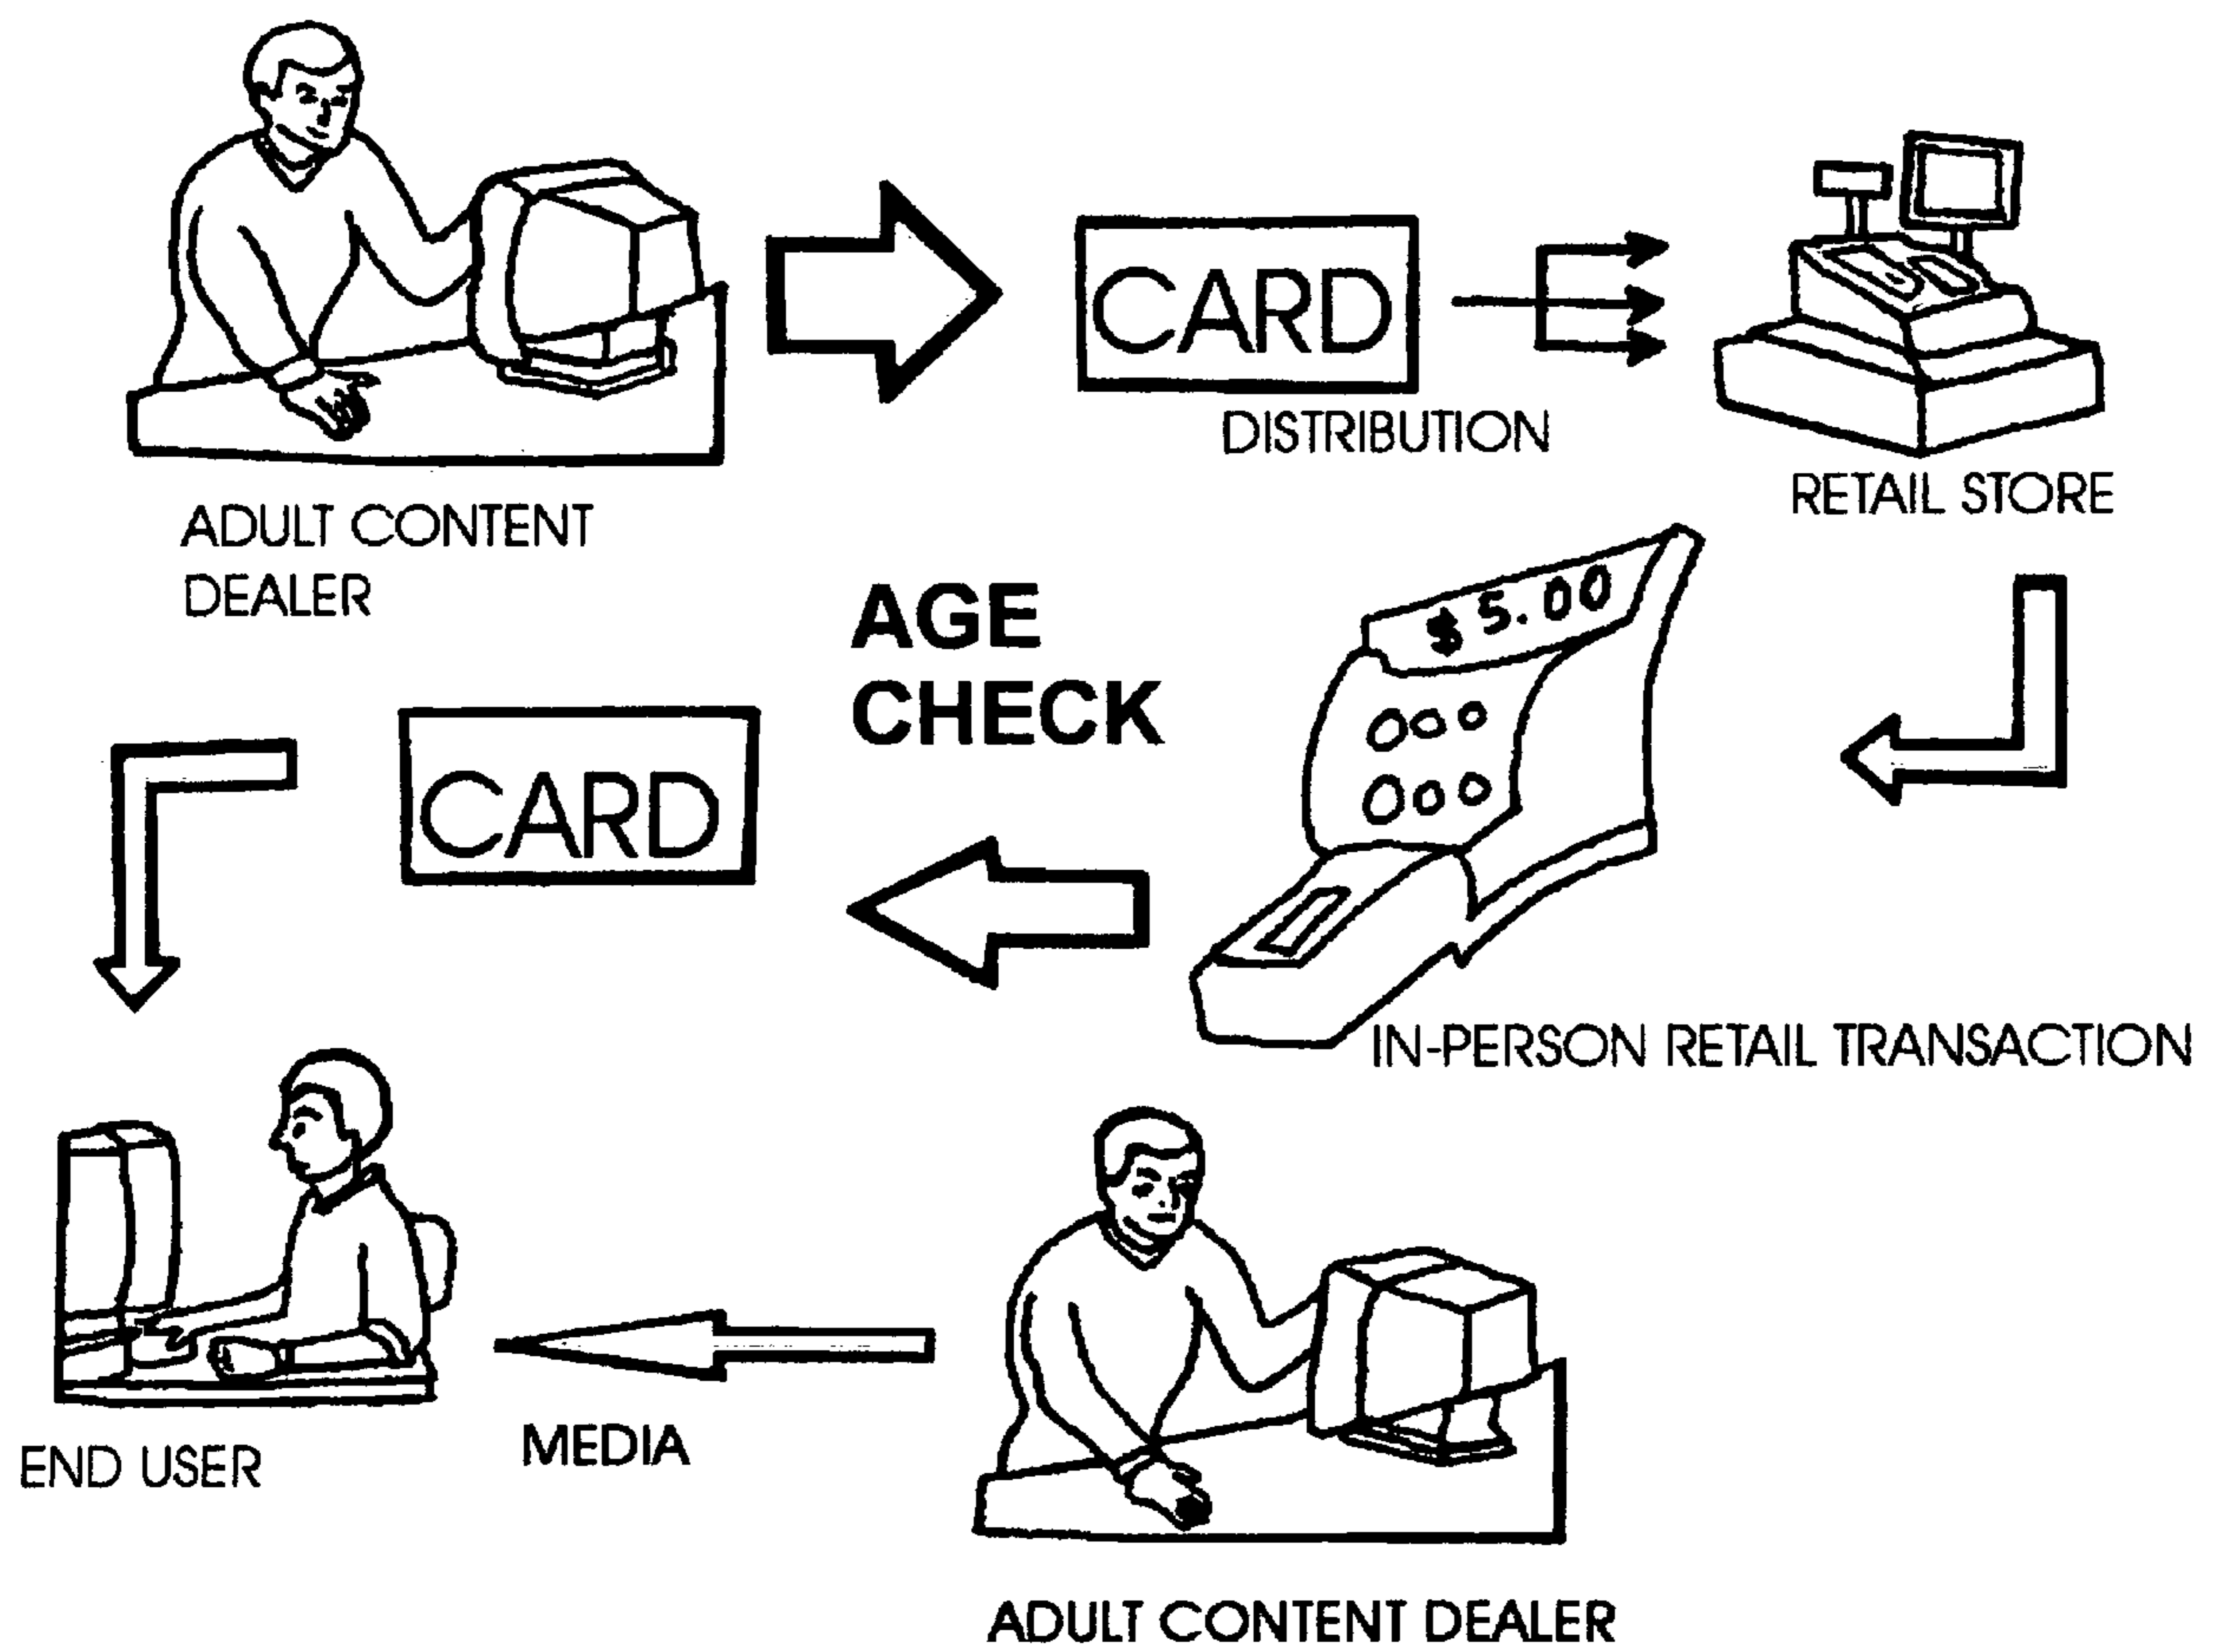 CARD
DISTRIBUTION
RETAIL STORE
ADULT CONTENT
DEALER
AGE
CHECK
$ 5.00
CARD
IN-PERSON RETAIL TRANSACTION
END USER
MEDIA
ADULT CONTENT DEALER